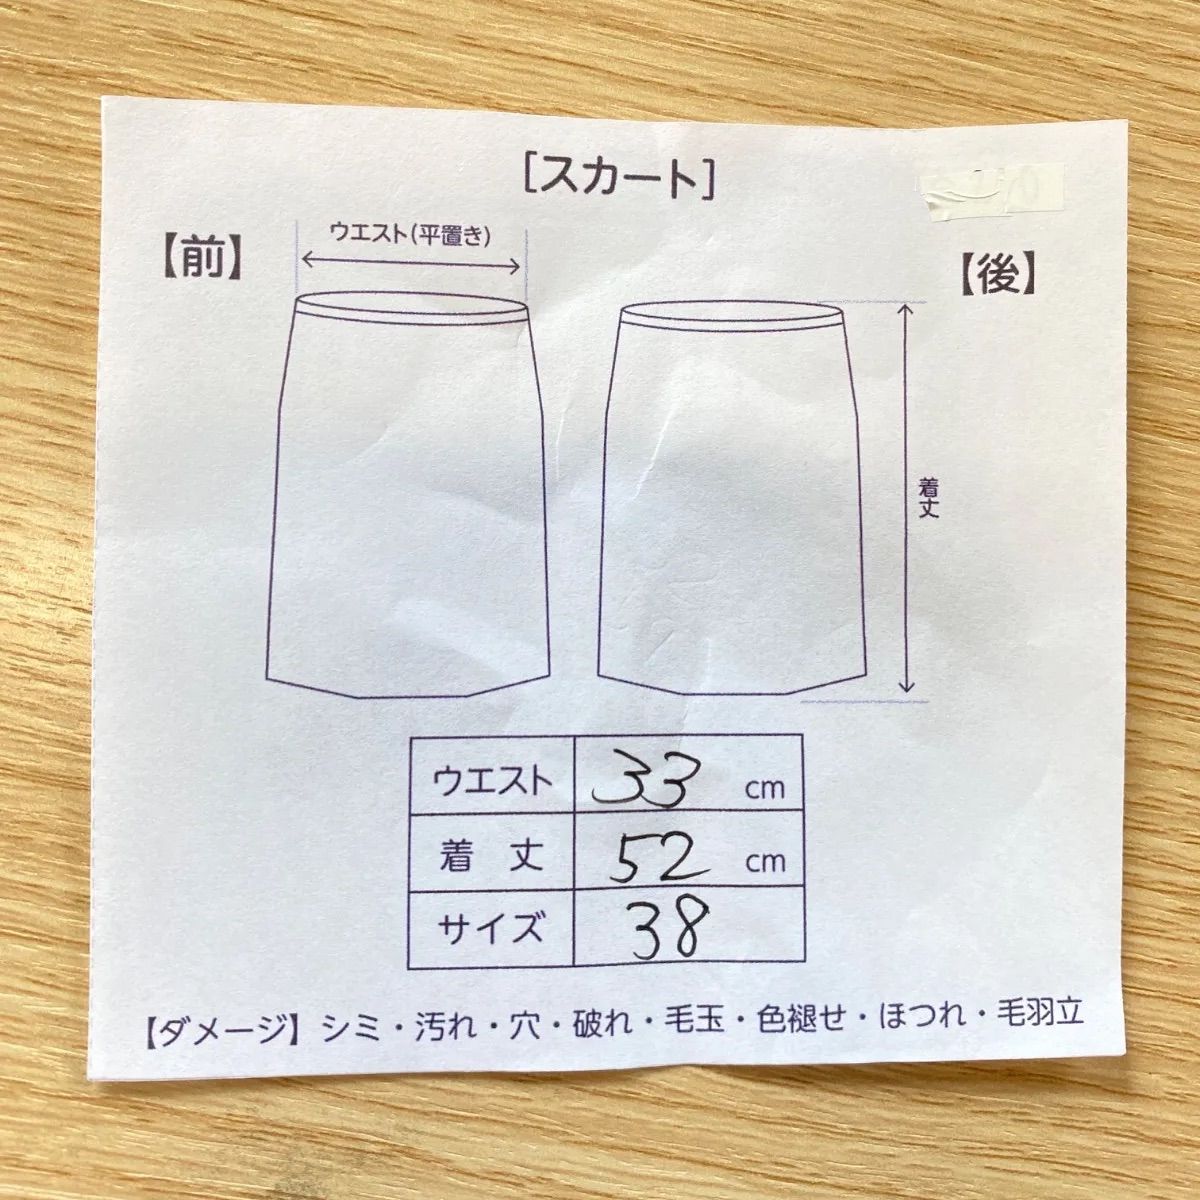 [スカート]
【前】
ウエスト(平置き)
【後】
着丈
ウエスト 33 cm
着 丈 52 cm
サイズ 38
【ダメージ】シミ・汚れ・穴・破れ・毛玉・色褪せ・ほつれ・毛羽立